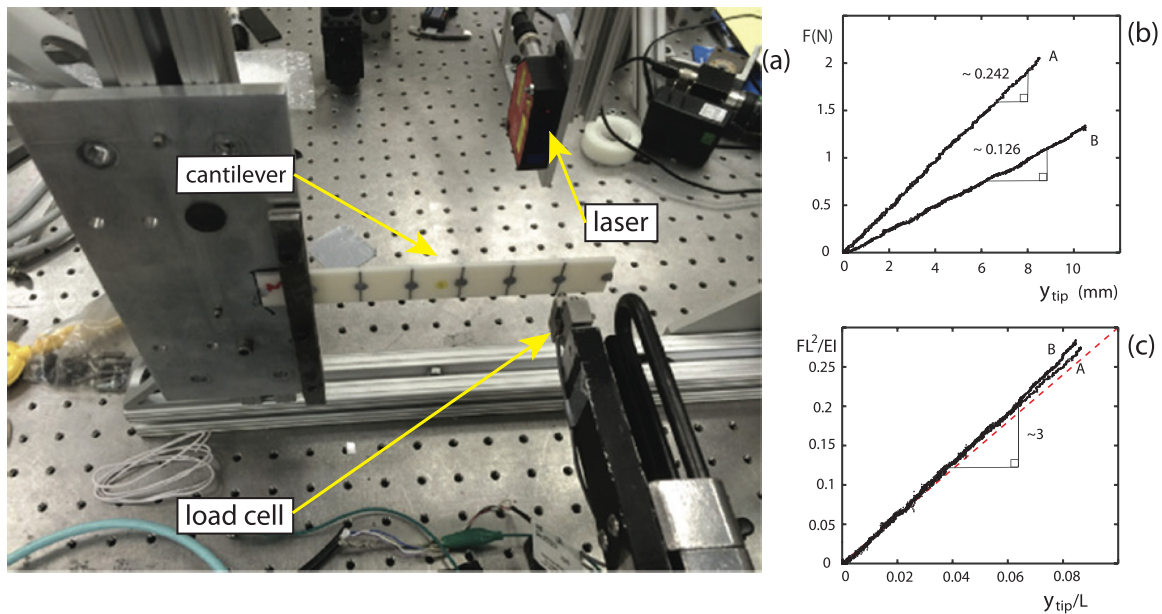 cantilever
laser
load cell
(a)
F(N)
(b)
2
1.5
1
0.5
0
A
~ 0.242
~ 0.126
B
0
2
4
6
8
10
y tip (mm)
FL²/EI
(c)
0.25
0.2
0.15
0.1
0.05
0
B
A
~3
0
0.02
0.04
0.06
0.08
y tip/L